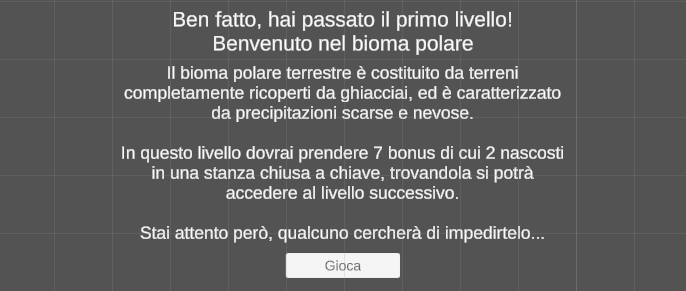 Ben fatto, hai passato il primo livello!
Benvenuto nel bioma polare
Il bioma polare terrestre è costituito da terreni
completamente ricoperti da ghiacciai, ed è caratterizzato
da precipitazioni scarse e nevose.
In questo livello dovrai prendere 7 bonus di cui 2 nascosti
in una stanza chiusa a chiave, trovandola si potrà
accedere al livello successivo.
Stai attento però, qualcuno cercherà di impedirtelo...
Gioca